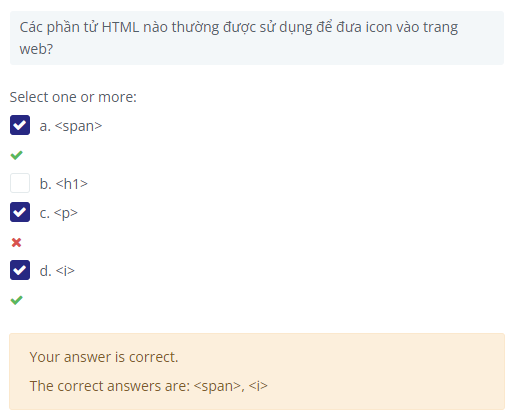 Các phần tử HTML nào thường được sử dụng để đưa icon vào trang
web?
Select one or more:
a. <span>
b. <h1>
c. <p>
d. <i>
Your answer is correct.
The correct answers are: <span>, <i>